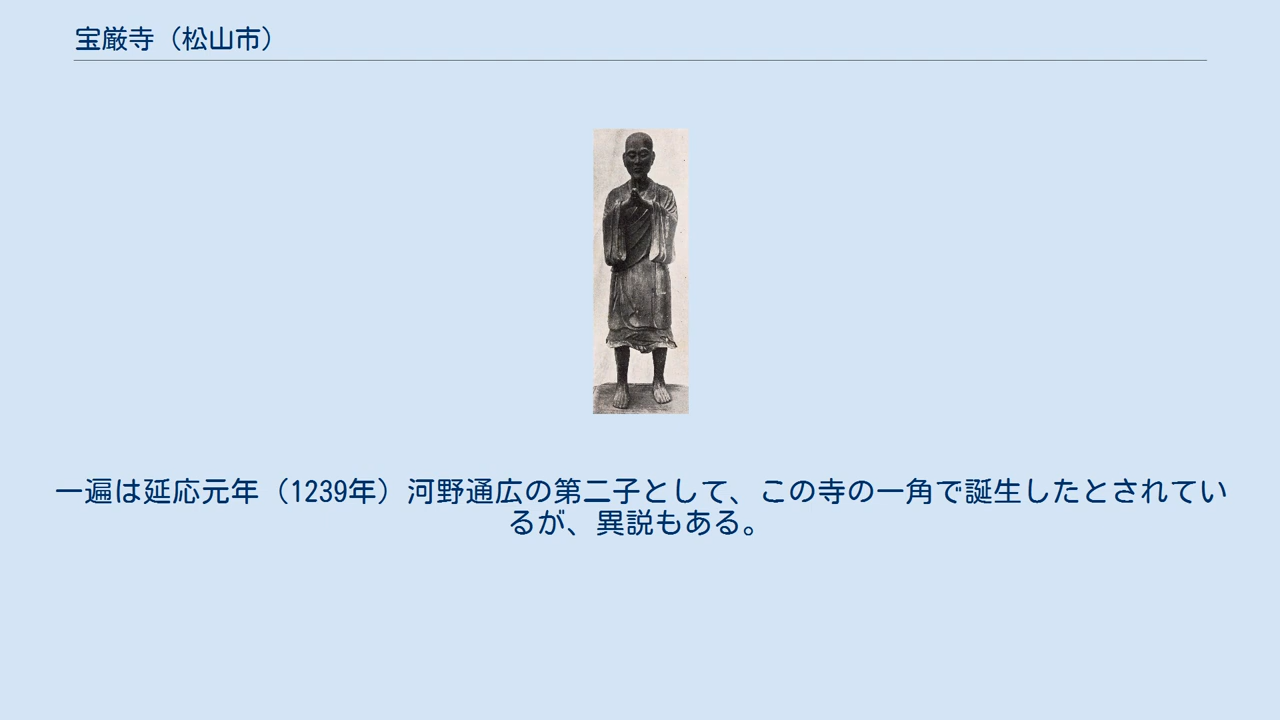 宝厳寺（松山市）
一遍は延応元年（1239年）河野通広の第二子として、この寺の一角で誕生したとされてい
るが、異説もある。